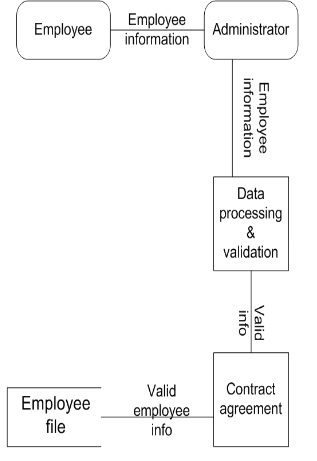 Employee
Employee
information
Administrator
Employee
information
Data
processing
&
validation
Valid
info
Contract
agreement
Valid
employee
info
Employee
file